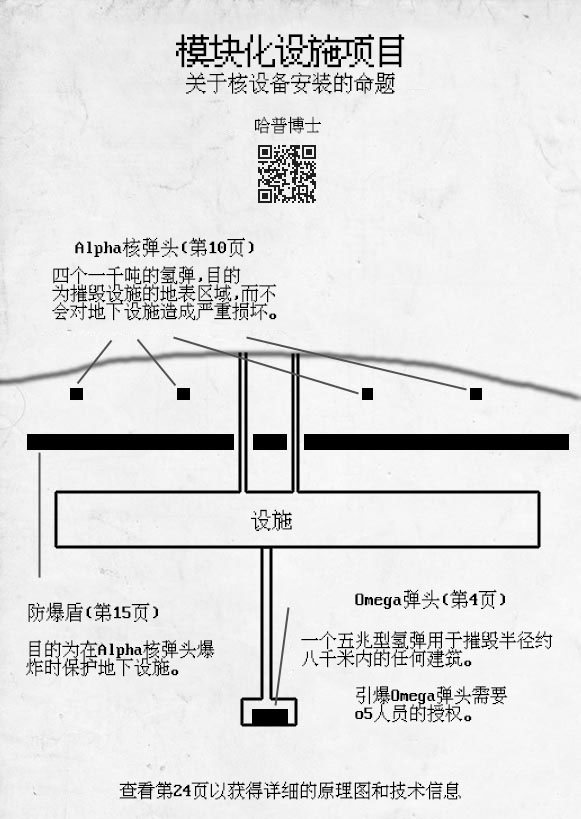 模块化设施项目
关于核设备安装的命题
哈普博士
Alpha核弹头(第10页)
四个一千吨的氢弹,目的
为摧毁设施的地表区域,而不
会对地下设施造成严重损坏。
设施
防爆盾(第15页)
目的为在Alpha核弹头爆
炸时保护地下设施。
Omega弹头(第4页)
一个五兆型氢弹用于摧毁半径约
八千米内的任何建筑。
引爆Omega弹头需要
o5人员的授权。
查看第24页以获得详细的原理图和技术信息